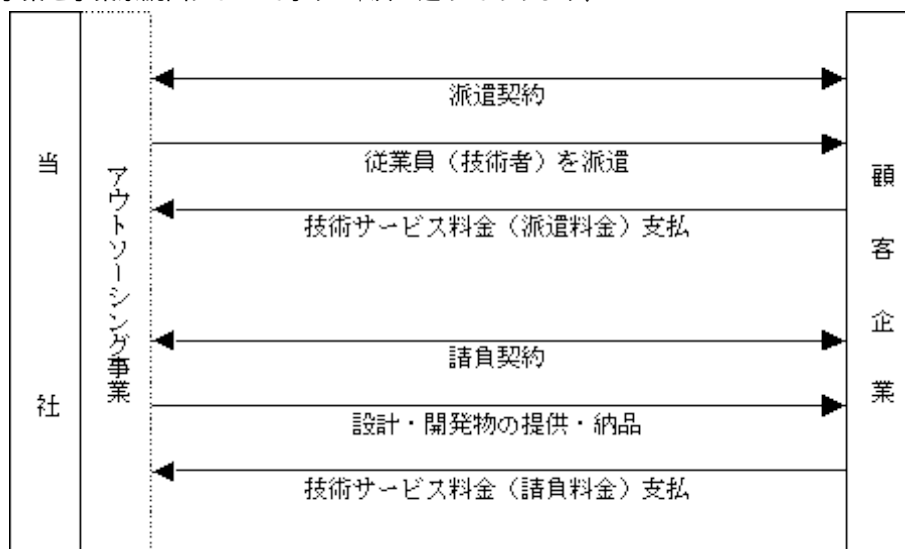 当社
アウトソーシング事業
派遣契約
従業員（技術者）を派遣
技術サービス料金（派遣料金）支払
請負契約
設計・開発物の提供・納品
技術サービス料金（請負料金）支払
顧客企業